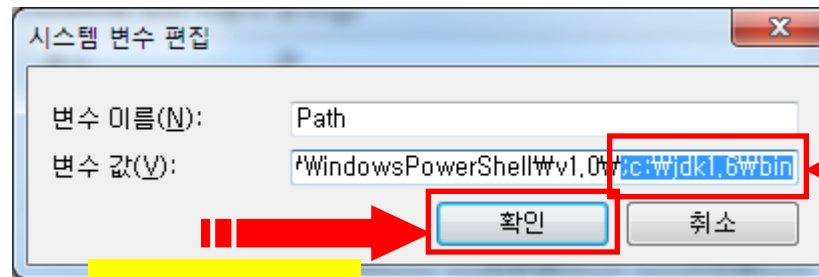 시스템 변수 편집
변수 이름(N): Path
변수 값(V): WindowsPowerShell₩v1.0₩;c:₩jdk1.6₩bin
확인 취소